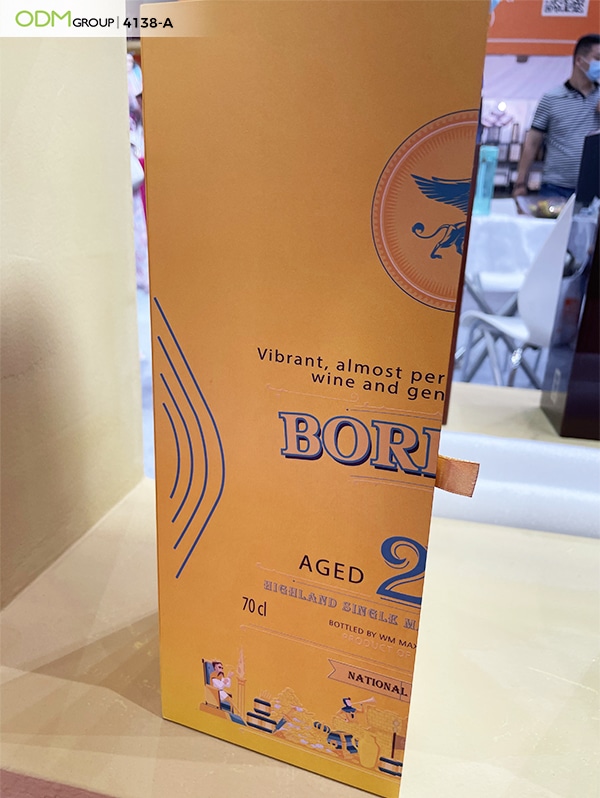 ODMGROUP | 4138-A
Vibrant, almost per
wine and gen
BOR
AGED 2
HIGHLAND SINGLE M
70 cl
BOTTLED BY WM MAX
NATIONAL